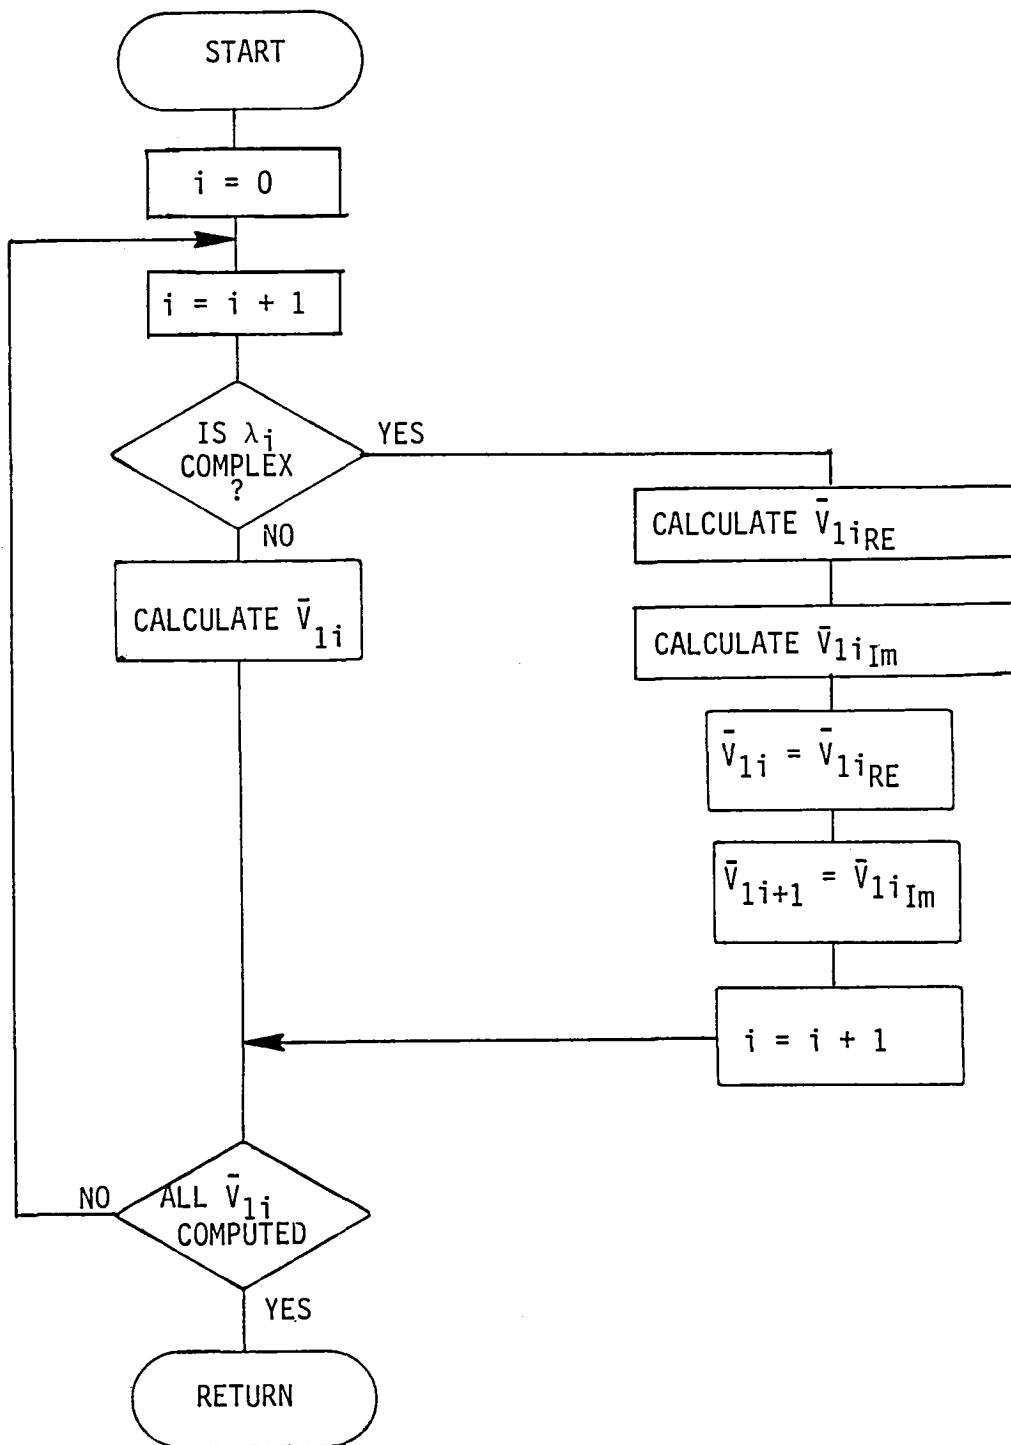 START
i = 0
i = i + 1
IS λi
COMPLEX
?
YES
NO
CALCULATE V̄1i
CALCULATE V̄1iRE
CALCULATE V̄1iIm
V̄1i = V̄1iRE
V̄1i+1 = V̄1iIm
i = i + 1
ALL V̄1i
COMPUTED
NO
YES
RETURN